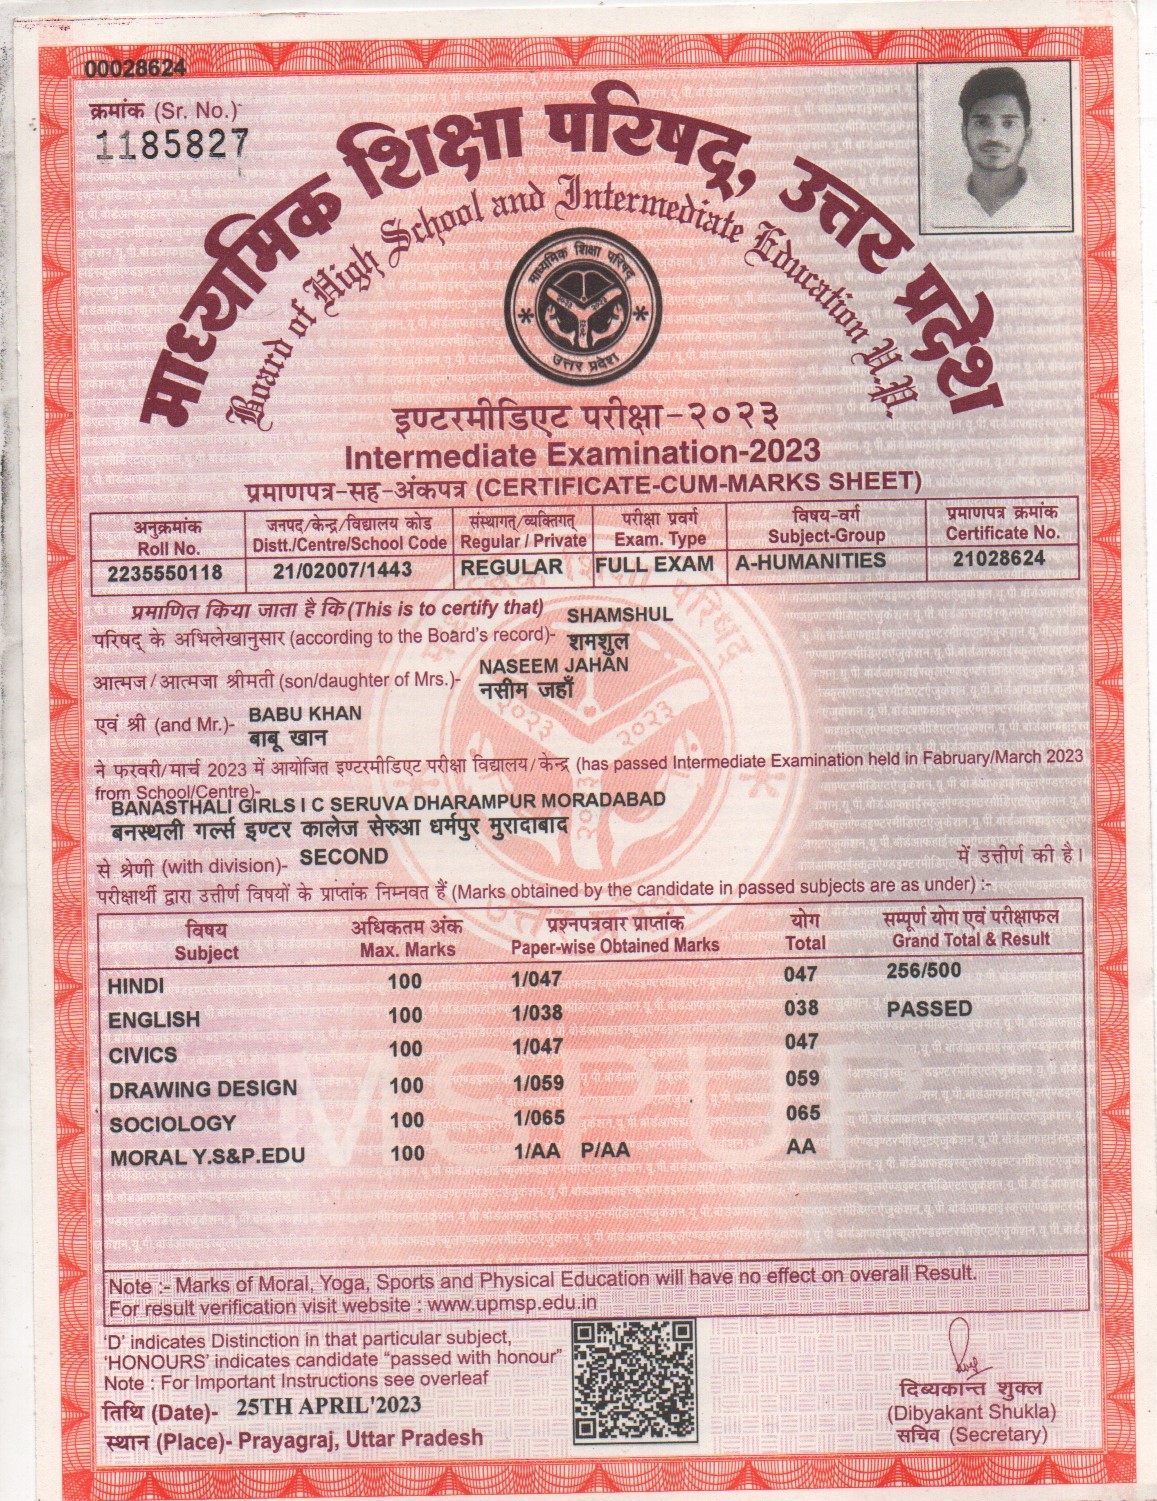 00028624
क्रमांक (Sr. No.)
1185827
माध्यमिक शिक्षा परिषद्, उत्तर प्रदेश
Board of High School and Intermediate Education U.P.
माध्यमिक शिक्षा परिषद्
उत्तर प्रदेश
इण्टरमीडिएट परीक्षा-२०२३
Intermediate Examination-2023
प्रमाणपत्र-सह-अंकपत्र (CERTIFICATE-CUM-MARKS SHEET)
अनुक्रमांक जनपद/केन्द्र/विद्यालय कोड संस्थागत्/व्यक्तिगत् परीक्षा प्रवर्ग विषय-वर्ग प्रमाणपत्र क्रमांक
Roll No. Distt./Centre/School Code Regular / Private Exam. Type Subject-Group Certificate No.
2235550118 21/02007/1443 REGULAR FULL EXAM A-HUMANITIES 21028624
प्रमाणित किया जाता है कि (This is to certify that) SHAMSHUL
परिषद् के अभिलेखानुसार (according to the Board's record)- शमशुल
NASEEM JAHAN
आत्मज/आत्मजा श्रीमती (son/daughter of Mrs.)- नसीम जहाँ
एवं श्री (and Mr.)- BABU KHAN
बाबू खान
ने फरवरी/मार्च 2023 में आयोजित इण्टरमीडिएट परीक्षा विद्यालय/केन्द्र (has passed Intermediate Examination held in Fabruary/March 2023
from School/Centre)-
BANASTHALI GIRLS I C SERUVA DHARAMPUR MORADABAD
बनस्थली गर्ल्स इण्टर कालेज सेरुआ धर्मपुर मुरादाबाद
से श्रेणी (with division)- SECOND में उत्तीर्ण की है।
परीक्षार्थी द्वारा उत्तीर्ण विषयों के प्राप्तांक निम्नवत हैं (Marks obtained by the candidate in passed subjects are as under) :-
विषय अधिकतम अंक प्रश्नपत्रवार प्राप्तांक योग सम्पूर्ण योग एवं परीक्षाफल
Subject Max. Marks Paper-wise Obtained Marks Total Grand Total & Result
HINDI 100 1/047 047 256/500
ENGLISH 100 1/038 038 PASSED
CIVICS 100 1/047 047
DRAWING DESIGN 100 1/059 059
SOCIOLOGY 100 1/065 065
MORAL Y.S&P.EDU 100 1/AA P/AA AA
Note :- Marks of Moral, Yoga, Sports and Physical Education will have no effect on overall Result.
For result verification visit website : www.upmsp.edu.in
'D' indicates Distinction in that particular subject,
'HONOURS' indicates candidate "passed with honour"
Note : For Important Instructions see overleaf
तिथि (Date)- 25TH APRIL'2023
स्थान (Place)- Prayagraj, Uttar Pradesh
दिब्यकान्त शुक्ल
(Dibyakant Shukla)
सचिव (Secretary)